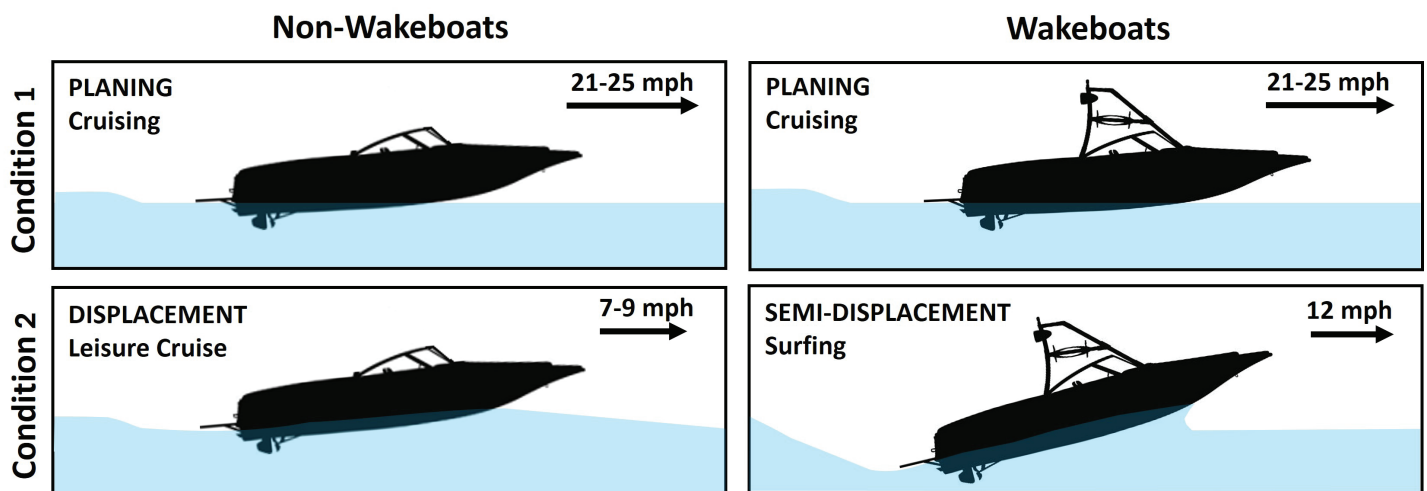 Non-Wakeboats
Wakeboats
Condition 1
PLANING
Cruising
21-25 mph
PLANING
Cruising
21-25 mph
Condition 2
DISPLACEMENT
Leisure Cruise
7-9 mph
SEMI-DISPLACEMENT
Surfing
12 mph